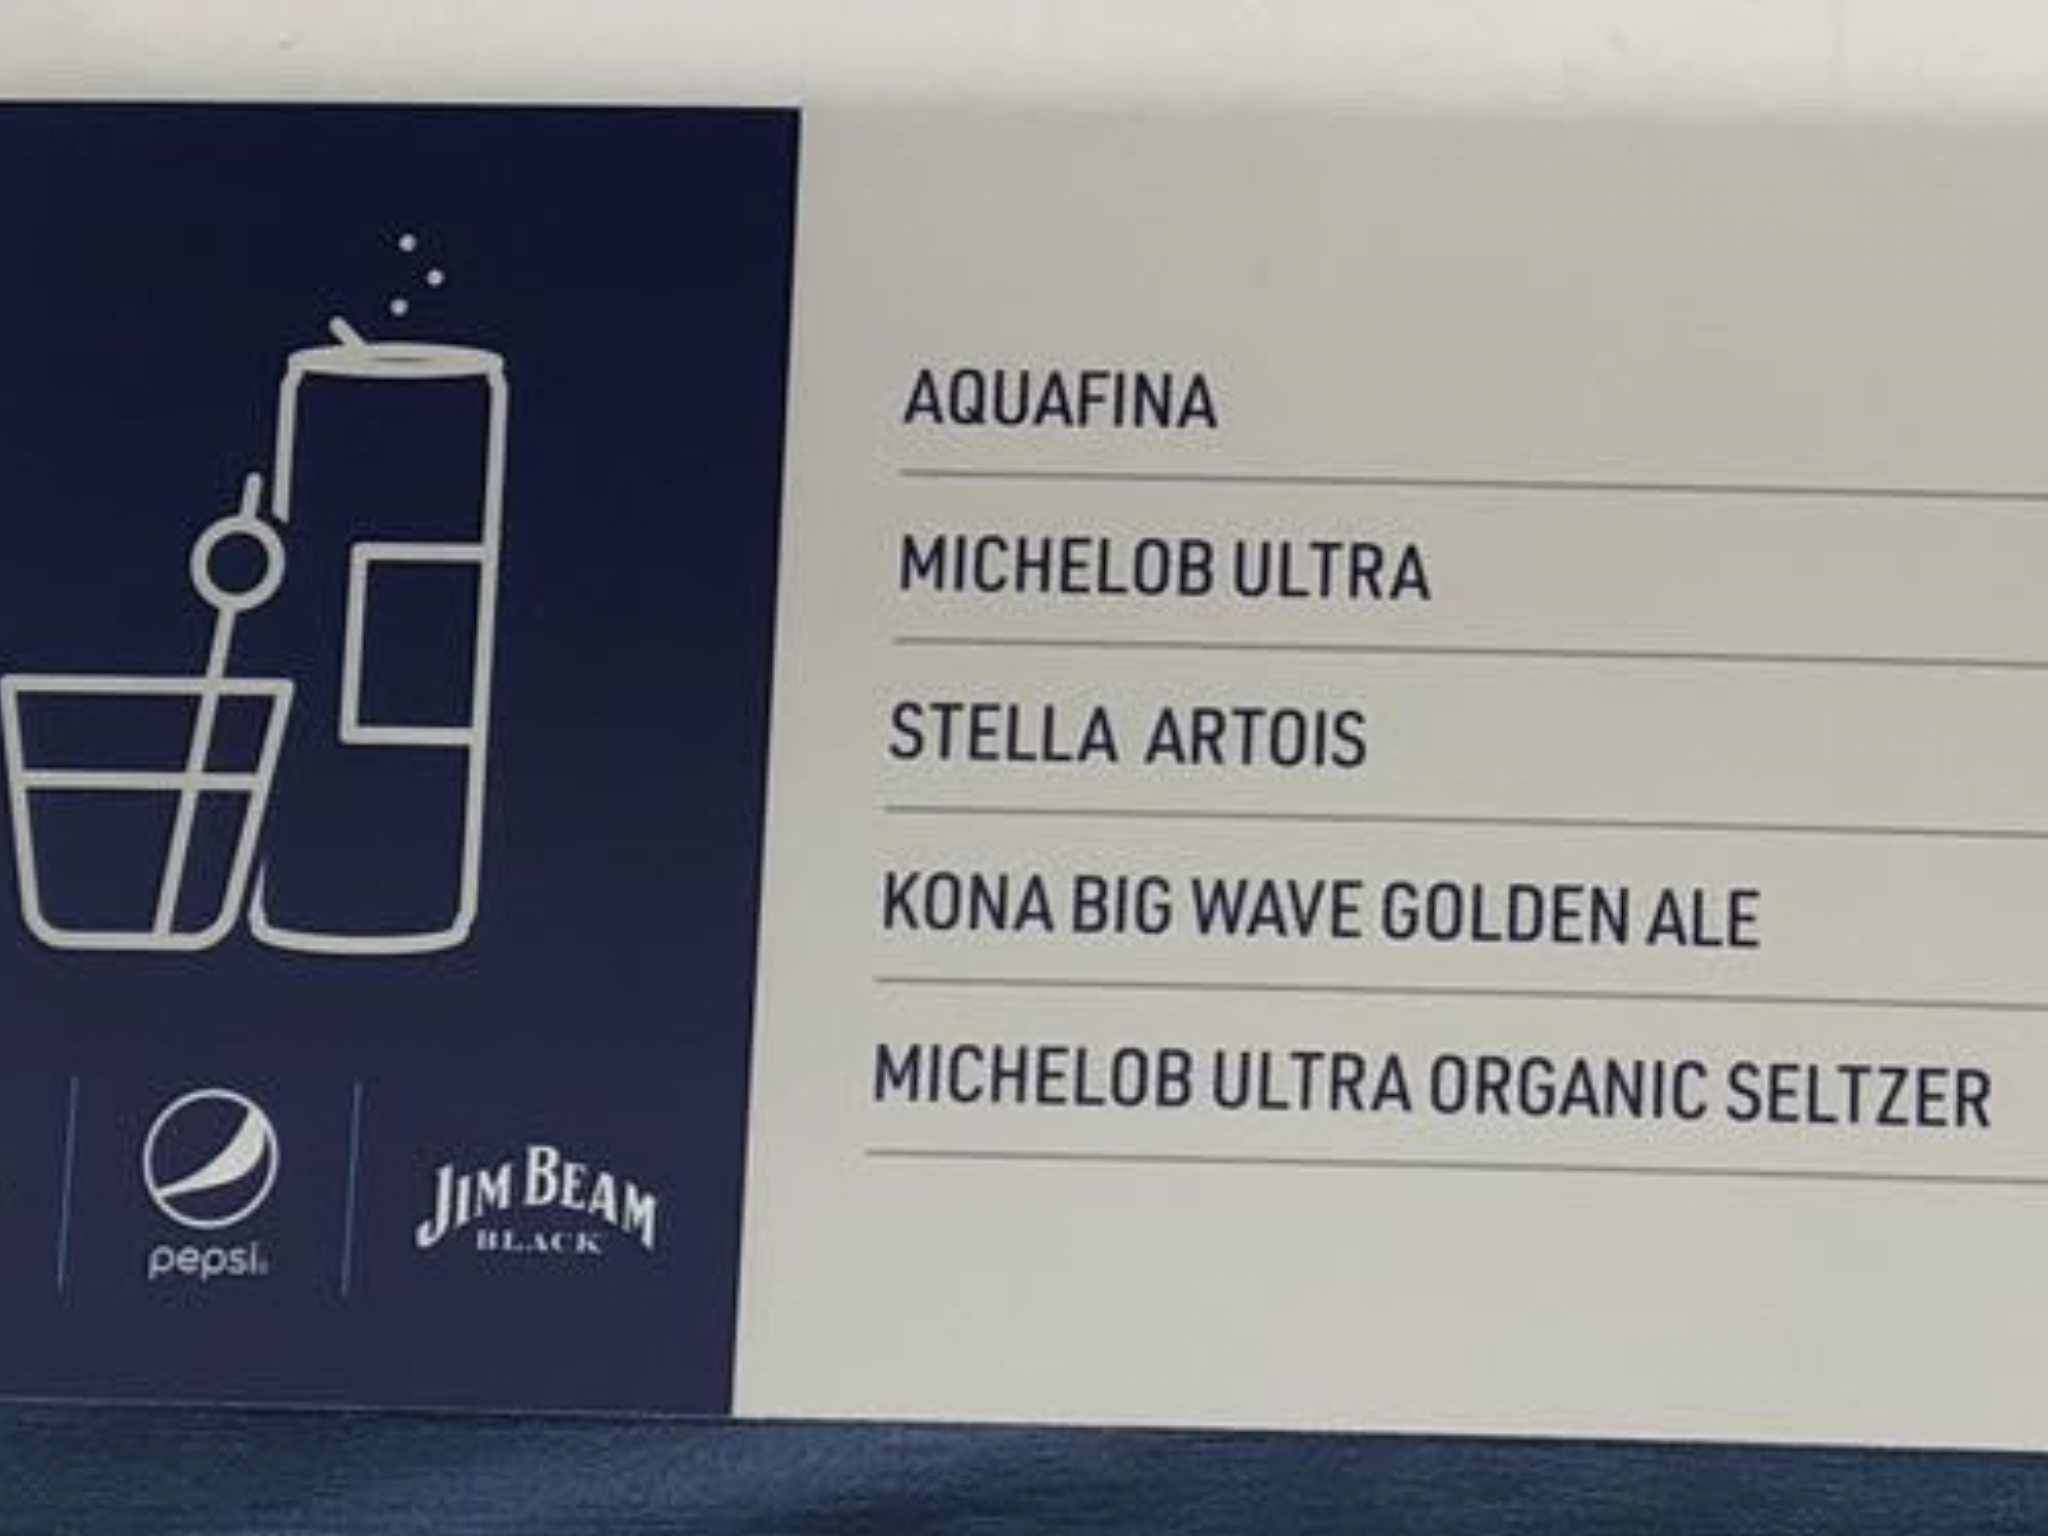 AQUAFINA
MICHELOB ULTRA
STELLA ARTOIS
KONA BIG WAVE GOLDEN ALE
MICHELOB ULTRA ORGANIC SELTZER
pepsi®
JIM BEAM
BLACK